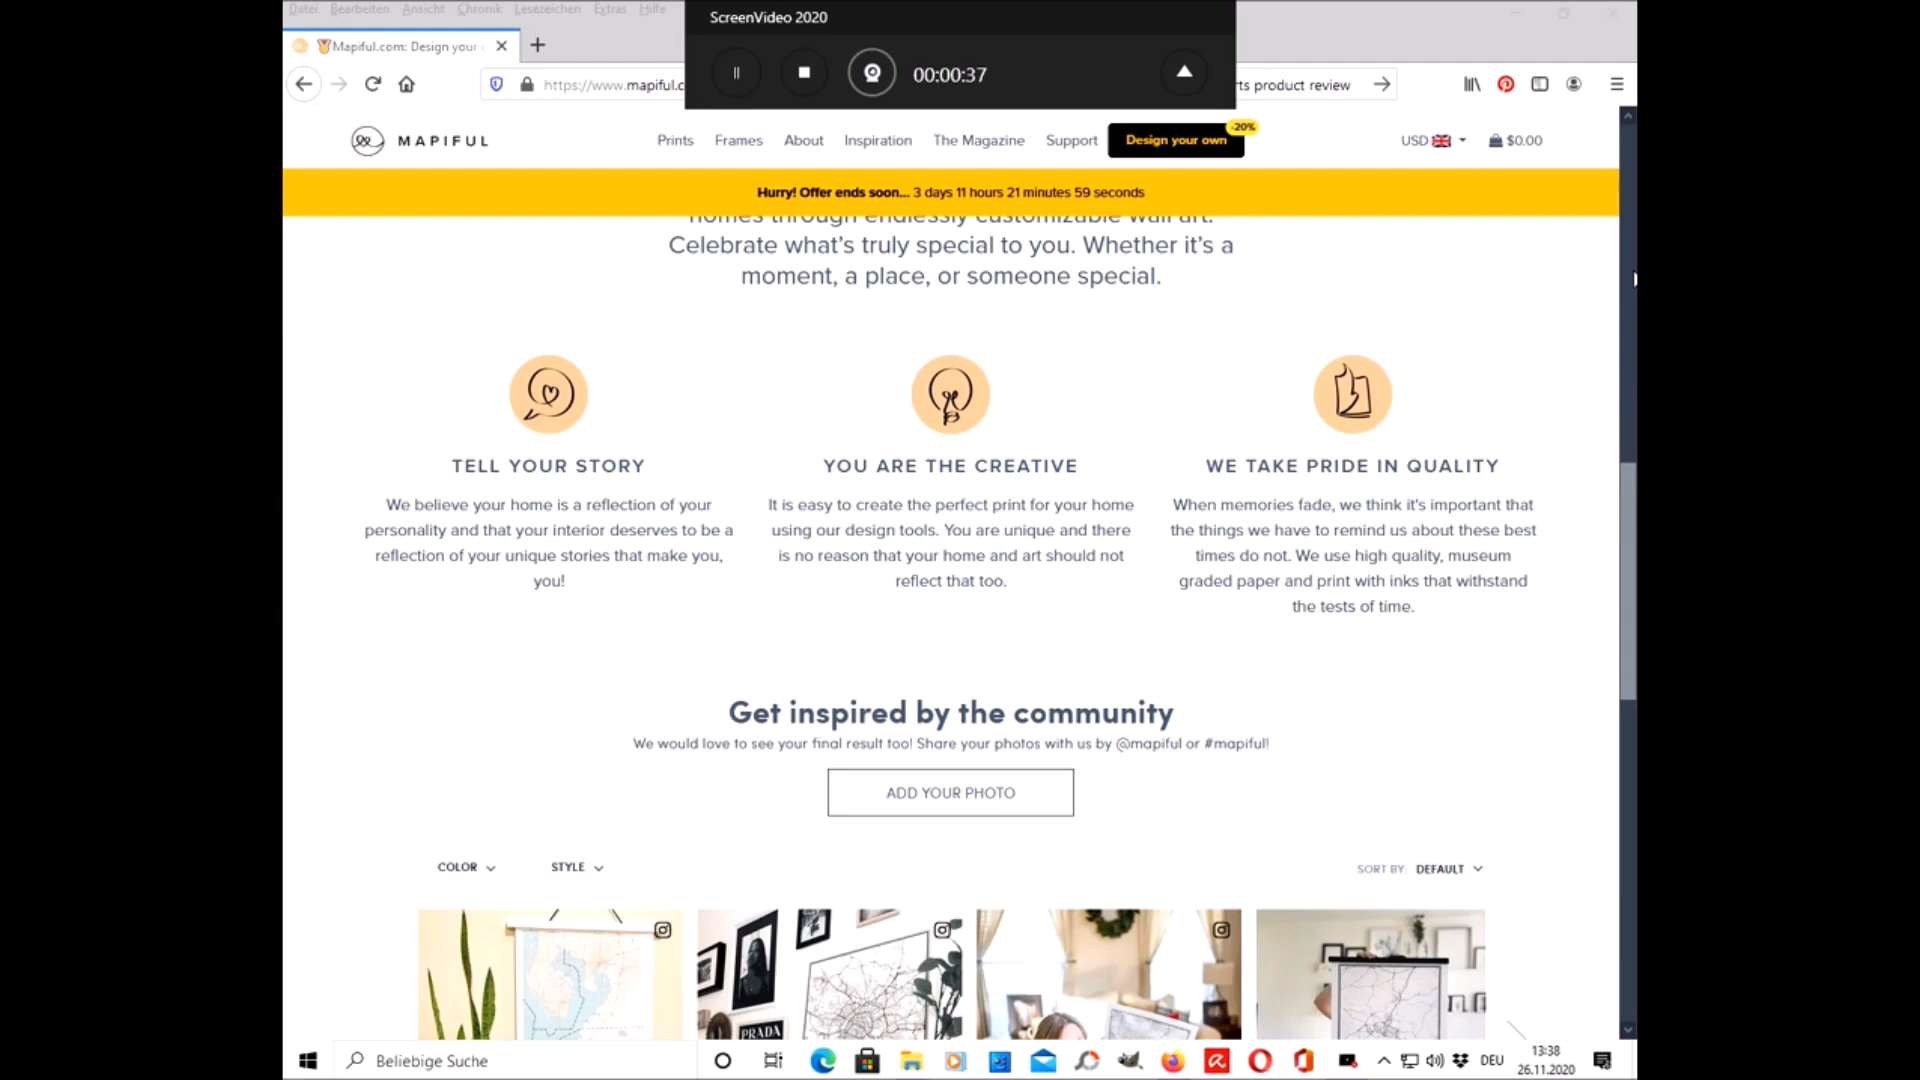 Datei Bearbeiten Ansicht Chronik Lesezeichen Extras Hilfe
ScreenVideo 2020
Mapiful.com: Design your
00:00:37
https://www.mapiful.c
rts product review
MAPIFUL
Prints Frames About Inspiration The Magazine Support Design your own -20%
USD $0.00
Hurry! Offer ends soon... 3 days 11 hours 21 minutes 59 seconds
homes through endlessly customizable wall art.
Celebrate what's truly special to you. Whether it's a
moment, a place, or someone special.
TELL YOUR STORY
We believe your home is a reflection of your
personality and that your interior deserves to be a
reflection of your unique stories that make you,
you!
YOU ARE THE CREATIVE
It is easy to create the perfect print for your home
using our design tools. You are unique and there
is no reason that your home and art should not
reflect that too.
WE TAKE PRIDE IN QUALITY
When memories fade, we think it's important that
the things we have to remind us about these best
times do not. We use high quality, museum
graded paper and print with inks that withstand
the tests of time.
Get inspired by the community
We would love to see your final result too! Share your photos with us by @mapiful or #mapiful!
ADD YOUR PHOTO
COLOR STYLE
SORT BY: DEFAULT
PRADA
Beliebige Suche
DEU
13:38
26.11.2020